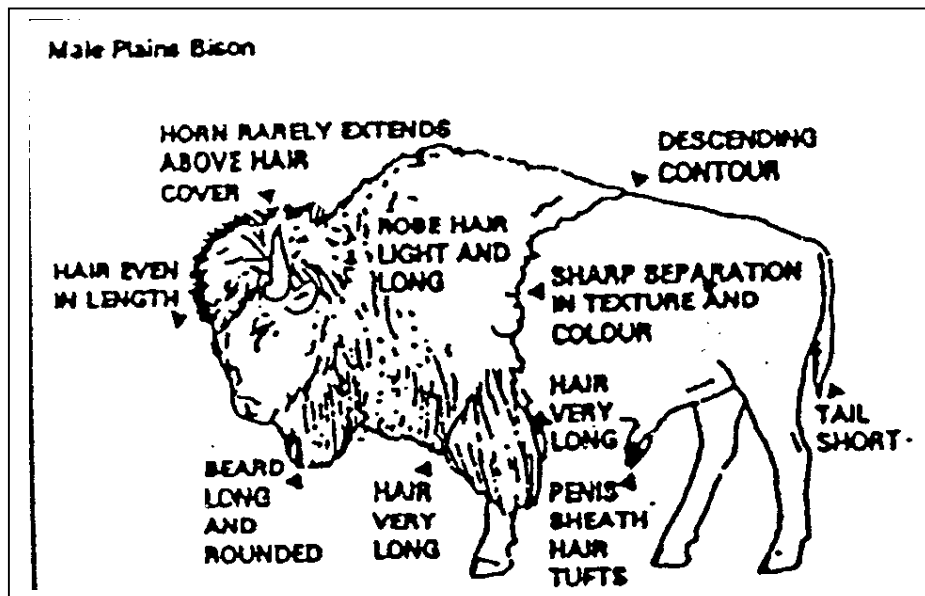 Male Plains Bison
HORN RARELY EXTENDS
ABOVE HAIR
COVER
DESCENDING
CONTOUR
ROBE HAIR
LIGHT AND
LONG
HAIR EVEN
IN LENGTH
SHARP SEPARATION
IN TEXTURE AND
COLOUR
HAIR
VERY
LONG
TAIL
SHORT
BEARD
LONG
AND
ROUNDED
HAIR
VERY
LONG
PENIS
SHEATH
HAIR
TUFTS